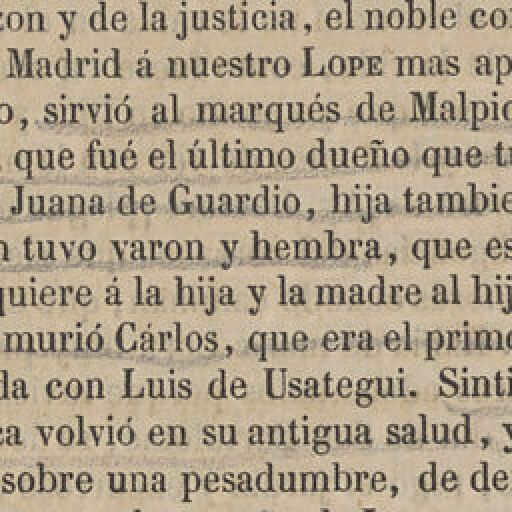 zon y de la justicia, el noble co
Madrid á nuestro LOPE mas ap
o, sirvió al marqués de Malpic
que fué el último dueño que t
Juana de Guardio, hija tambie
n tuvo varon y hembra, que es
quiere á la hija y la madre al hij
murió Cárlos, que era el prime
da con Luis de Usategui. Sinti
ca volvió en su antigua salud, y
sobre una pesadumbre, de de